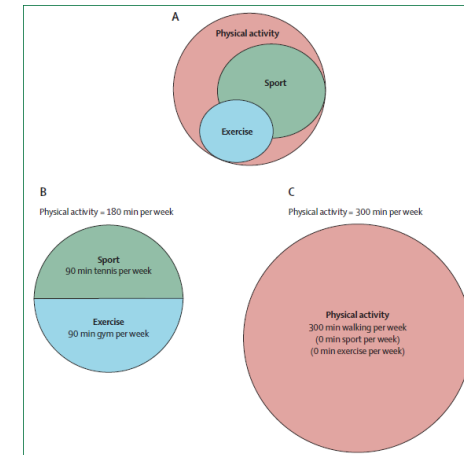 A
Physical activity
Sport
Exercise
B
Physical activity = 180 min per week
Sport
90 min tennis per week
Exercise
90 min gym per week
C
Physical activity = 300 min per week
Physical activity
300 min walking per week
(0 min sport per week)
(0 min exercise per week)